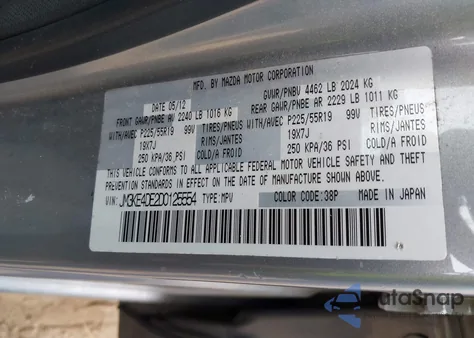 MFD. BY MAZDA MOTOR CORPORATION
DATE 05/12 GVWR/PNBV 4462 LB 2024 KG
FRONT GAWR/PNBE AV 2240 LB 1016 KG REAR GAWR/PNBE AR 2229 LB 1011 KG
WITH/AVEC P225/55R19 99V TIRES/PNEUS WITH/AVEC P225/55R19 99V TIRES/PNEUS
19X7J RIMS/JANTES 19X7J RIMS/JANTES
250 KPA/36 PSI COLD/A FROID 250 KPA/36 PSI COLD/A FROID
THIS VEHICLE CONFORMS TO ALL APPLICABLE FEDERAL MOTOR VEHICLE SAFETY AND THEFT
PREVENTION STANDARDS IN EFFECT ON THE DATE OF MANUFACTURE SHOWN ABOVE.
VIN: JM3KE4DE2D0125554 TYPE:MPV COLOR CODE:38P MADE IN JAPAN
AutoSnap